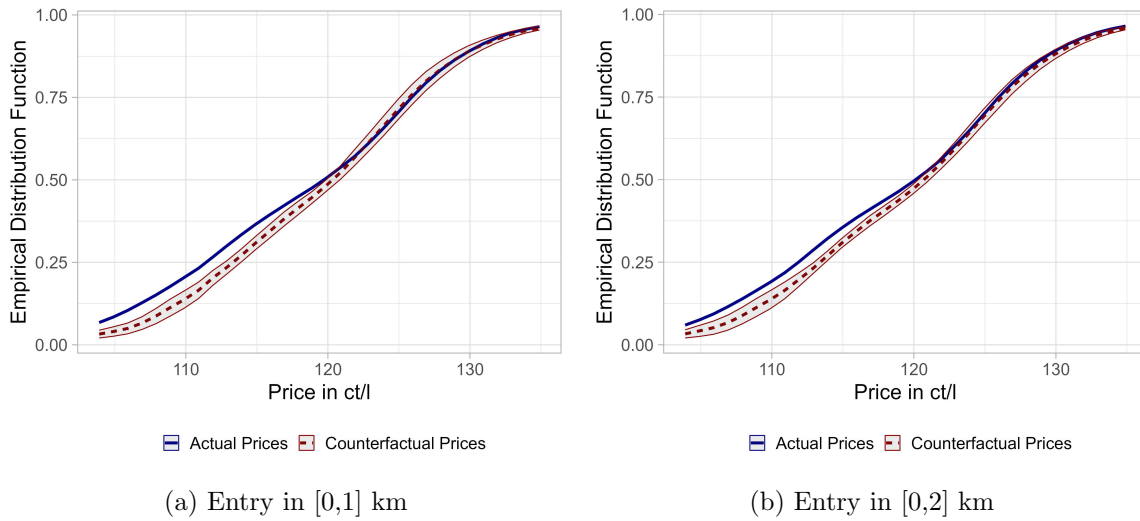 1.00
0.75
0.50
0.25
0.00
Empirical Distribution Function
110 120 130
Price in ct/l
Actual Prices Counterfactual Prices
(a) Entry in [0,1] km
1.00
0.75
0.50
0.25
0.00
Empirical Distribution Function
110 120 130
Price in ct/l
Actual Prices Counterfactual Prices
(b) Entry in [0,2] km